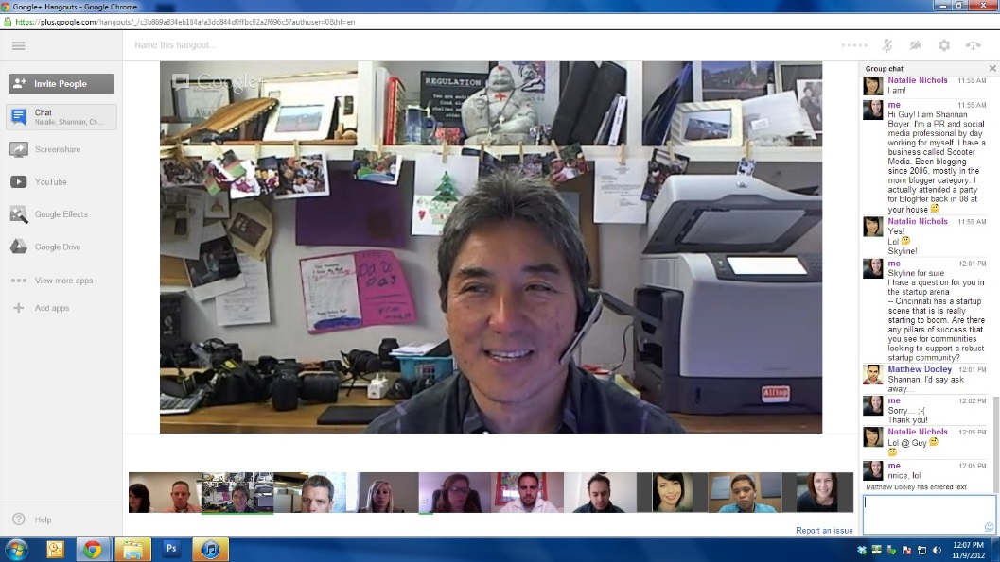 Google+ Hangouts - Google Chrome
https://plus.google.com/hangouts/_/c3b869a834eb184afa3dd844d0ffbc02a2f696c5?authuser=0&hl=en
Name this hangout...
Invite People
Chat
Natalie, Shannan, Ch...
Screenshare
YouTube
Google Effects
Google Drive
View more apps
Add apps
Help
Google+
REGULATION
DAY
Alltop
Report an issue
Group chat
Natalie Nichols 11:55 AM
I am!
me 11:55 AM
Hi Guy! I am Shannan
Boyer. I'm a PR and social
media professional by day
working for myself. I have a
business called Scooter
Media. Been blogging
since 2006, mostly in the
mom blogger category. I
actually attended a party
for BlogHer back in 08 at
your house
Natalie Nichols 11:59 AM
Yes!
Lol
Skyline!
me 12:01 PM
Skyline for sure
I have a question for you in
the startup arena
-- Cincinnati has a startup
scene that is is really
starting to boom. Are there
any pillars of success that
you see for communities
looking to support a robust
startup community?
Matthew Dooley 12:01 PM
Shannan, I'd say ask
away...
me 12:02 PM
Sorry... ;-(
Thank you!
Natalie Nichols 12:05 PM
Lol @ Guy
me 12:05 PM
nnice, lol
Matthew Dooley has entered text
Ps
12:07 PM
11/9/2012